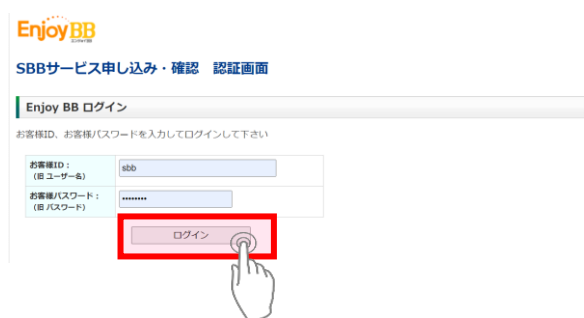 Enjoy BB
エンジョイBB
SBBサービス申し込み・確認 認証画面
Enjoy BB ログイン
お客様ID、お客様パスワードを入力してログインして下さい
お客様ID：
(旧 ユーザー名)
sbb
お客様パスワード：
(旧 パスワード)
••••••••
ログイン